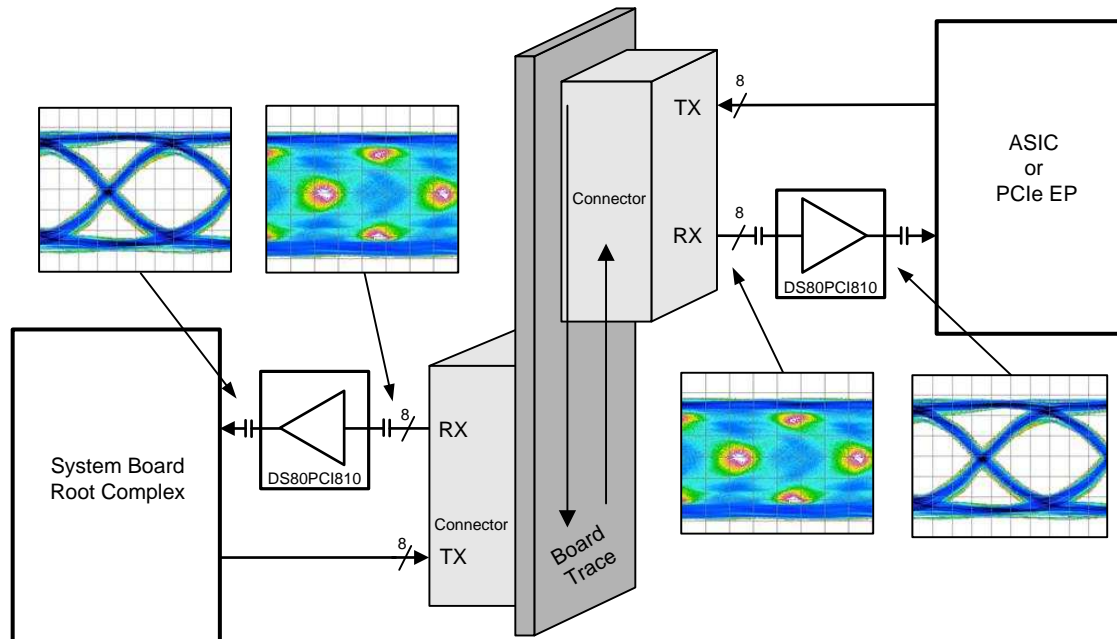 8
TX
ASIC
or
PCIe EP
Connector
8
RX
DS80PCI810
8
RX
DS80PCI810
System Board
Root Complex
Connector
8
TX
Board
Trace